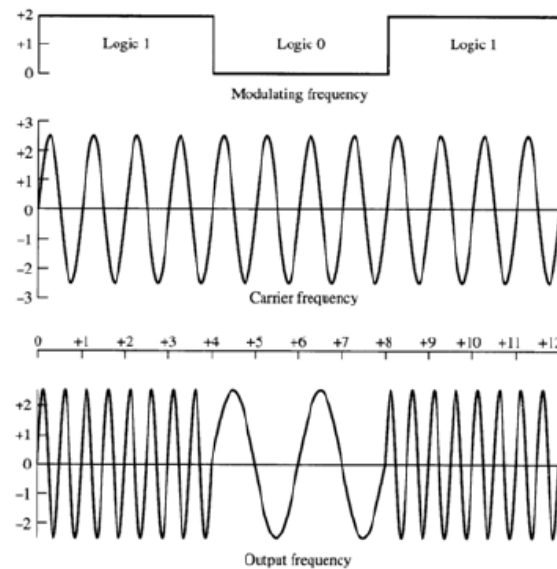 +2
Logic 1 Logic 0 Logic 1
0
Modulating frequency
+3
+2
+1
0
−1
−2
−3
Carrier frequency
0 +1 +2 +3 +4 +5 +6 +7 +8 +9 +10 +11 +12
+2
+1
0
−1
−2
Output frequency